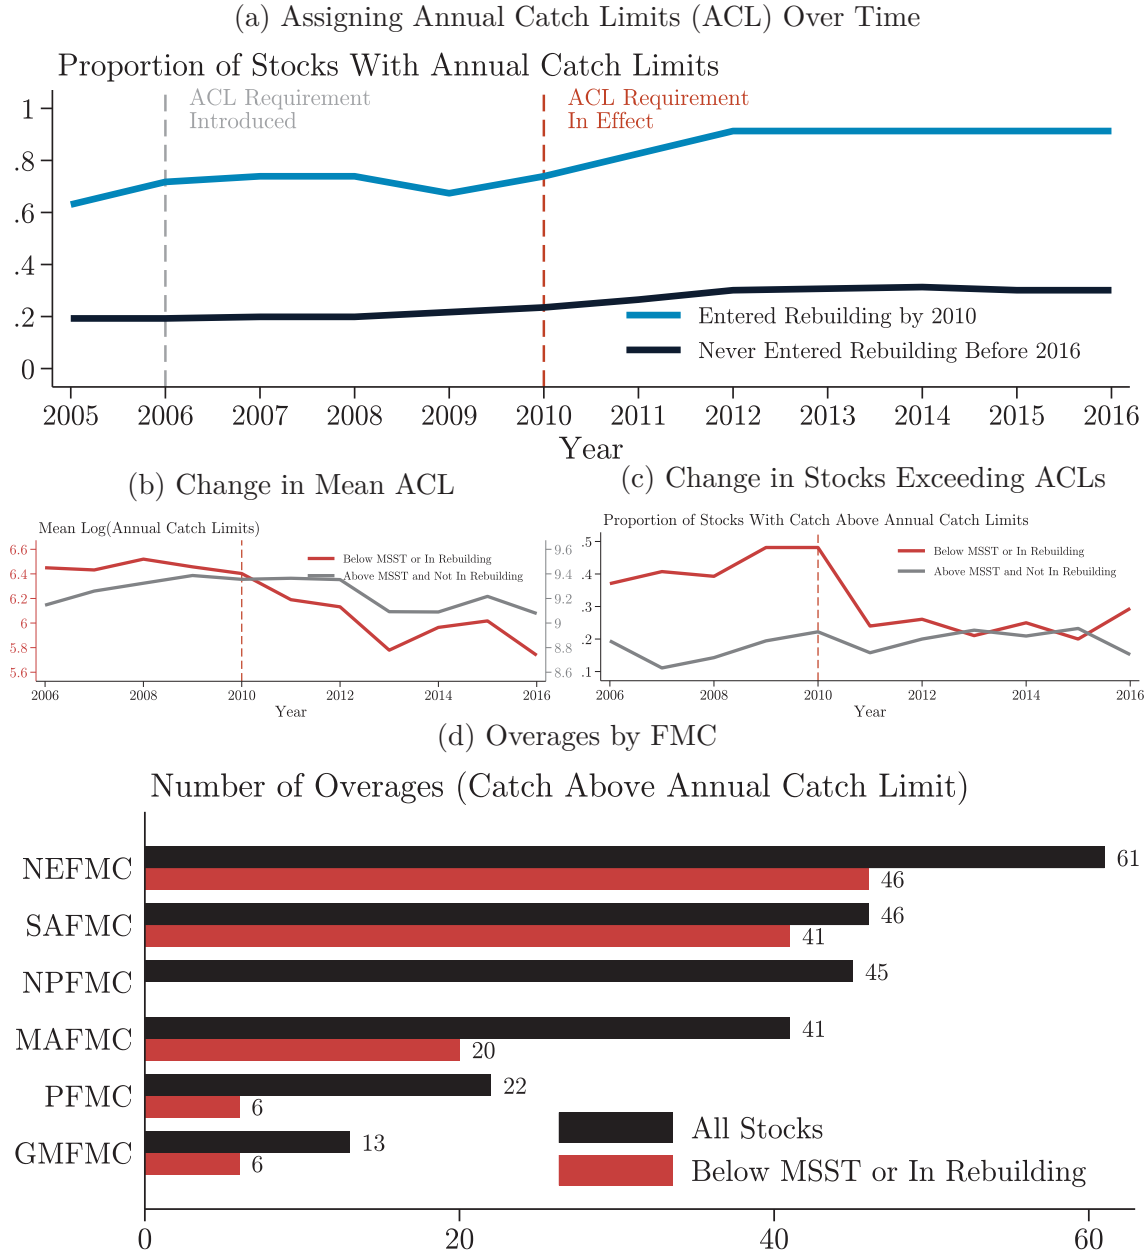 (a) Assigning Annual Catch Limits (ACL) Over Time
Proportion of Stocks With Annual Catch Limits
ACL Requirement
Introduced
ACL Requirement
In Effect
1
.8
.6
.4
.2
0
Entered Rebuilding by 2010
Never Entered Rebuilding Before 2016
2005 2006 2007 2008 2009 2010 2011 2012 2013 2014 2015 2016
Year
(b) Change in Mean ACL
Mean Log(Annual Catch Limits)
6.6
6.4
6.2
6
5.8
5.6
Below MSST or In Rebuilding
Above MSST and Not In Rebuilding
9.6
9.4
9.2
9
8.8
8.6
2006 2008 2010 2012 2014 2016
Year
(c) Change in Stocks Exceeding ACLs
Proportion of Stocks With Catch Above Annual Catch Limits
.5
.4
.3
.2
.1
Below MSST or In Rebuilding
Above MSST and Not In Rebuilding
2006 2008 2010 2012 2014 2016
Year
(d) Overages by FMC
Number of Overages (Catch Above Annual Catch Limit)
NEFMC 61
46
SAFMC 46
41
NPFMC 45
MAFMC 41
20
PFMC 22
6
GMFMC 13
6
All Stocks
Below MSST or In Rebuilding
0 20 40 60